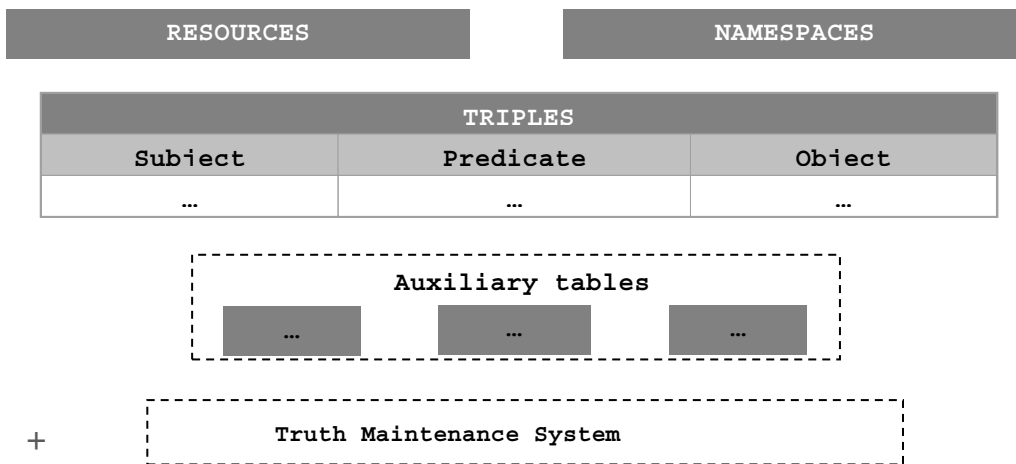 RESOURCES NAMESPACES
TRIPLES
Subject Predicate Object
… … …
Auxiliary tables
… … …
+ Truth Maintenance System